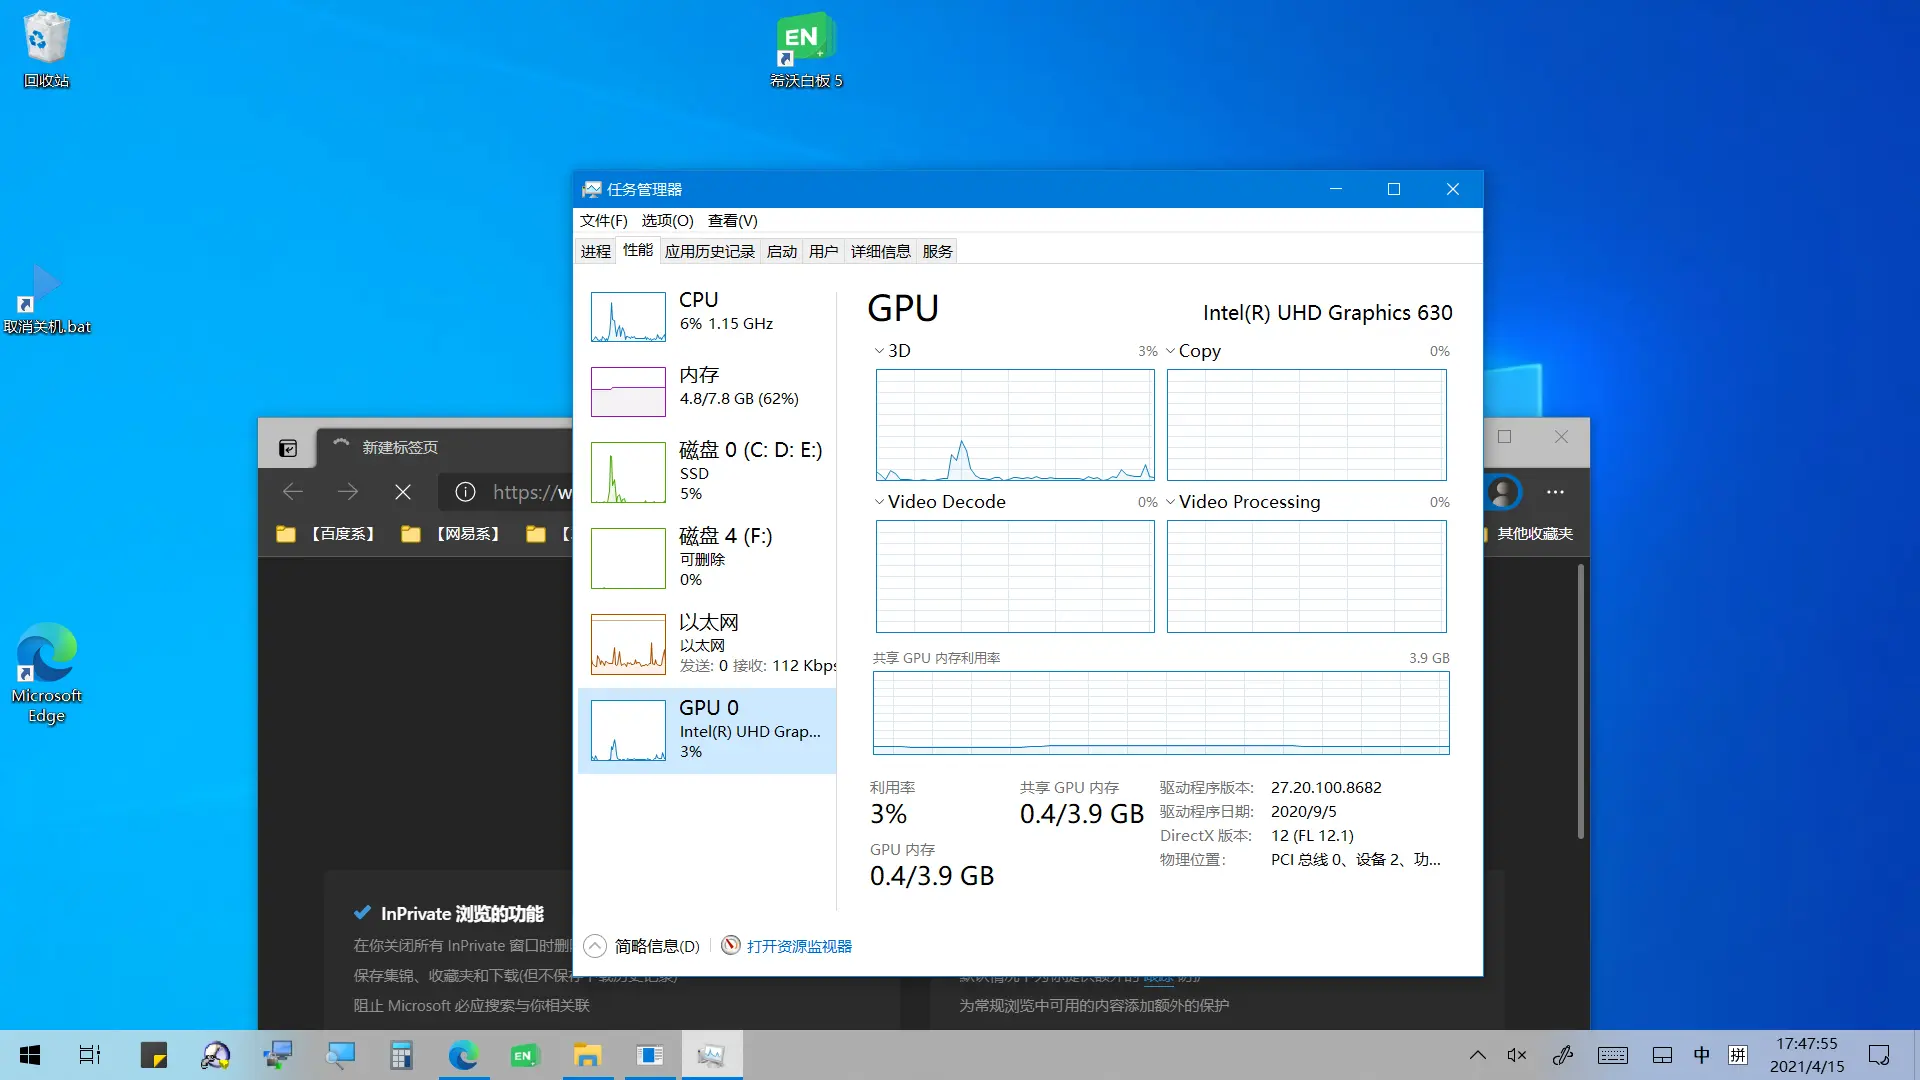 回收站
EN
希沃白板 5
取消关机.bat
Microsoft
Edge
任务管理器
文件(F) 选项(O) 查看(V)
进程 性能 应用历史记录 启动 用户 详细信息 服务
CPU
6% 1.15 GHz
内存
4.8/7.8 GB (62%)
磁盘 0 (C: D: E:)
SSD
5%
磁盘 4 (F:)
可删除
0%
以太网
以太网
发送: 0 接收: 112 Kbps
GPU 0
Intel(R) UHD Grap...
3%
GPU Intel(R) UHD Graphics 630
3D 3% Copy 0%
Video Decode 0% Video Processing 0%
共享 GPU 内存利用率 3.9 GB
利用率
3%
共享 GPU 内存
0.4/3.9 GB
GPU 内存
0.4/3.9 GB
驱动程序版本: 27.20.100.8682
驱动程序日期: 2020/9/5
DirectX 版本: 12 (FL 12.1)
物理位置: PCI 总线 0、设备 2、功...
简略信息(D) 打开资源监视器
新建标签页
https://w
【百度系】 【网易系】 【
其他收藏夹
InPrivate 浏览的功能
在你关闭所有 InPrivate 窗口时删
保存集锦、收藏夹和下载(但不保存下载历史记录)
阻止 Microsoft 必应搜索与你相关联
为常规浏览中可用的内容添加额外的保护
EN
中 拼
17:47:55
2021/4/15